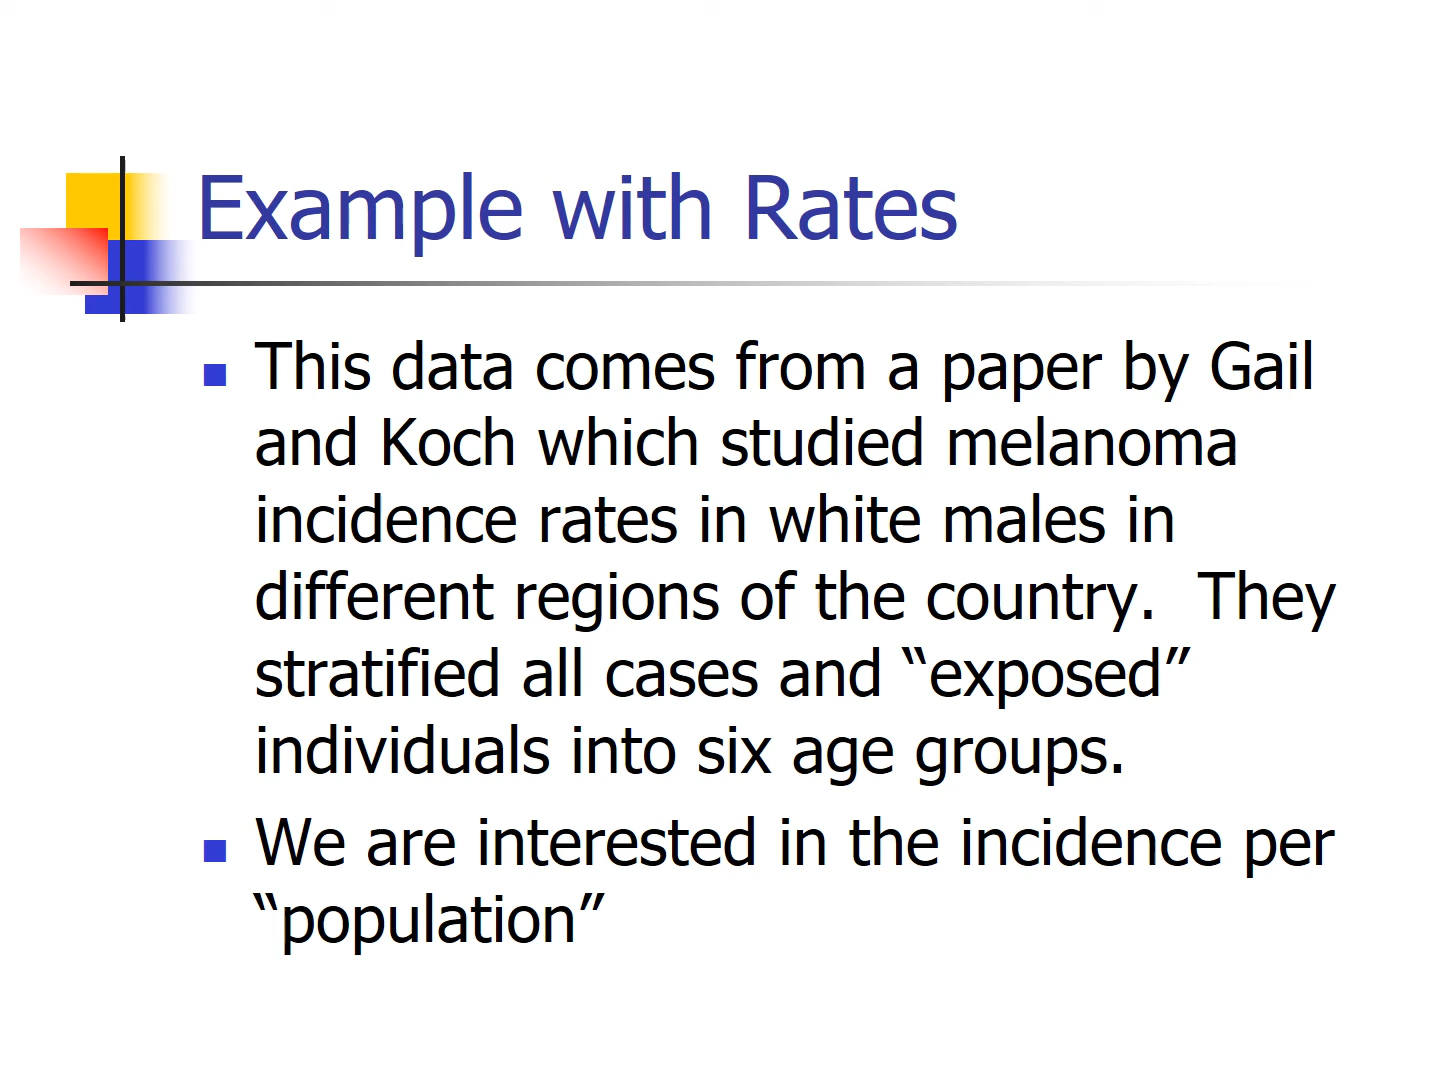 Example with Rates
This data comes from a paper by Gail
and Koch which studied melanoma
incidence rates in white males in
different regions of the country.  They
stratified all cases and “exposed”
individuals into six age groups.
We are interested in the incidence per
“population”